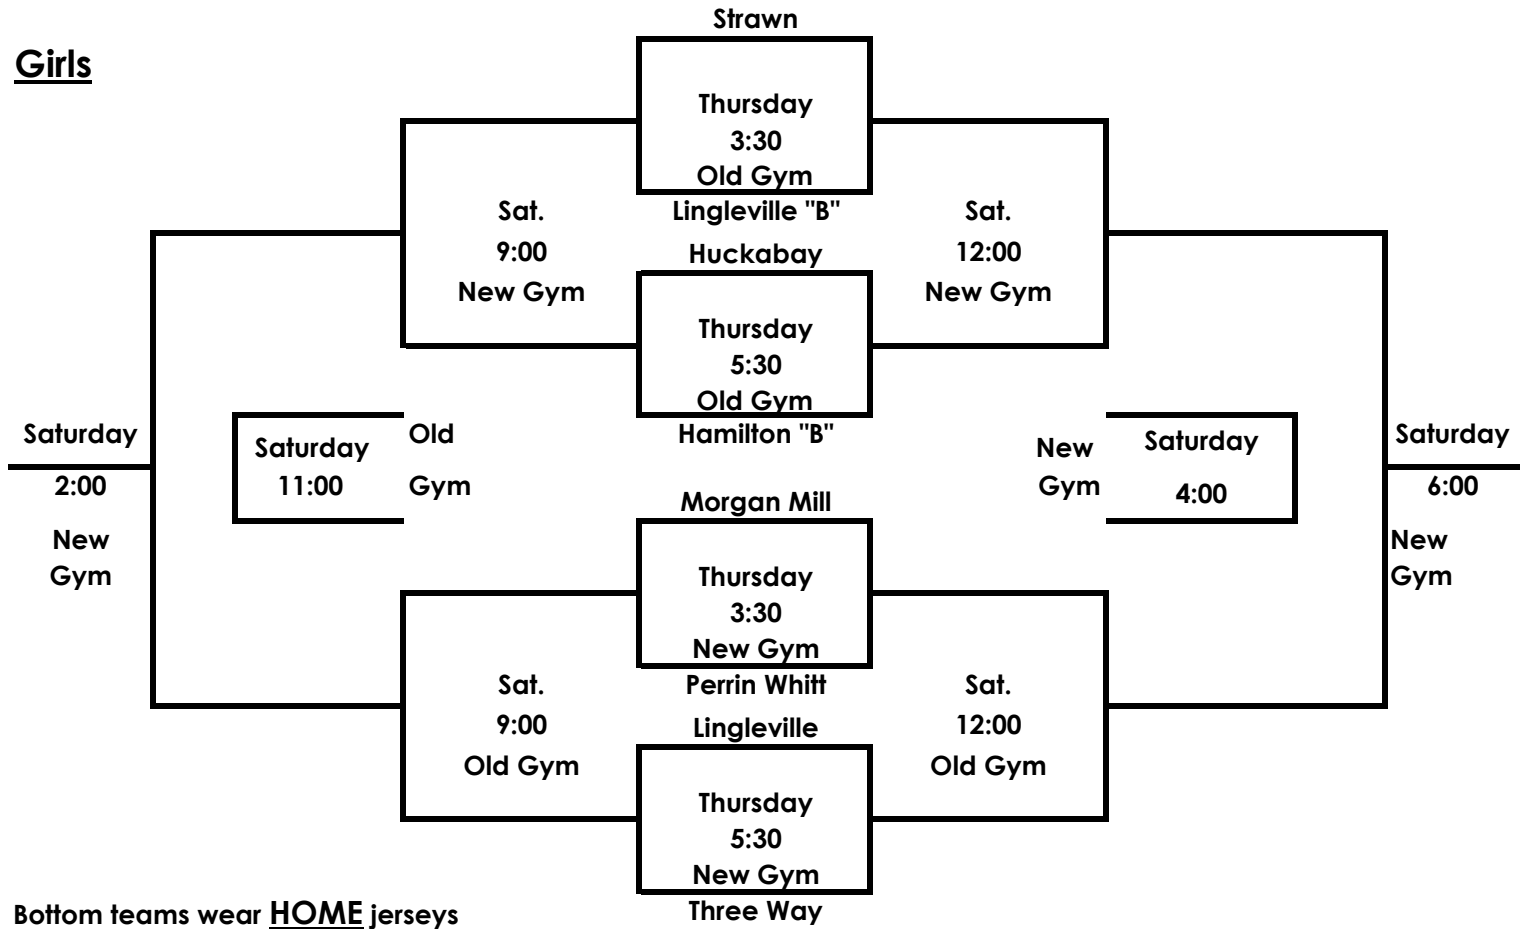 Strawn
Girls
Thursday
3:30
Old Gym
Sat.
Lingleville "B"
Sat.
9:00
Huckabay
12:00
New Gym
New Gym
Thursday
5:30
Old Gym
Saturday
Saturday
Old
Hamilton "B"
New
Saturday
Saturday
2:00
11:00
Gym
Gym
4:00
6:00
Morgan Mill
New
Gym
New
Gym
Thursday
3:30
New Gym
Sat.
Perrin Whitt
Sat.
9:00
Lingleville
12:00
Old Gym
Old Gym
Thursday
5:30
New Gym
Three Way
Bottom teams wear HOME jerseys